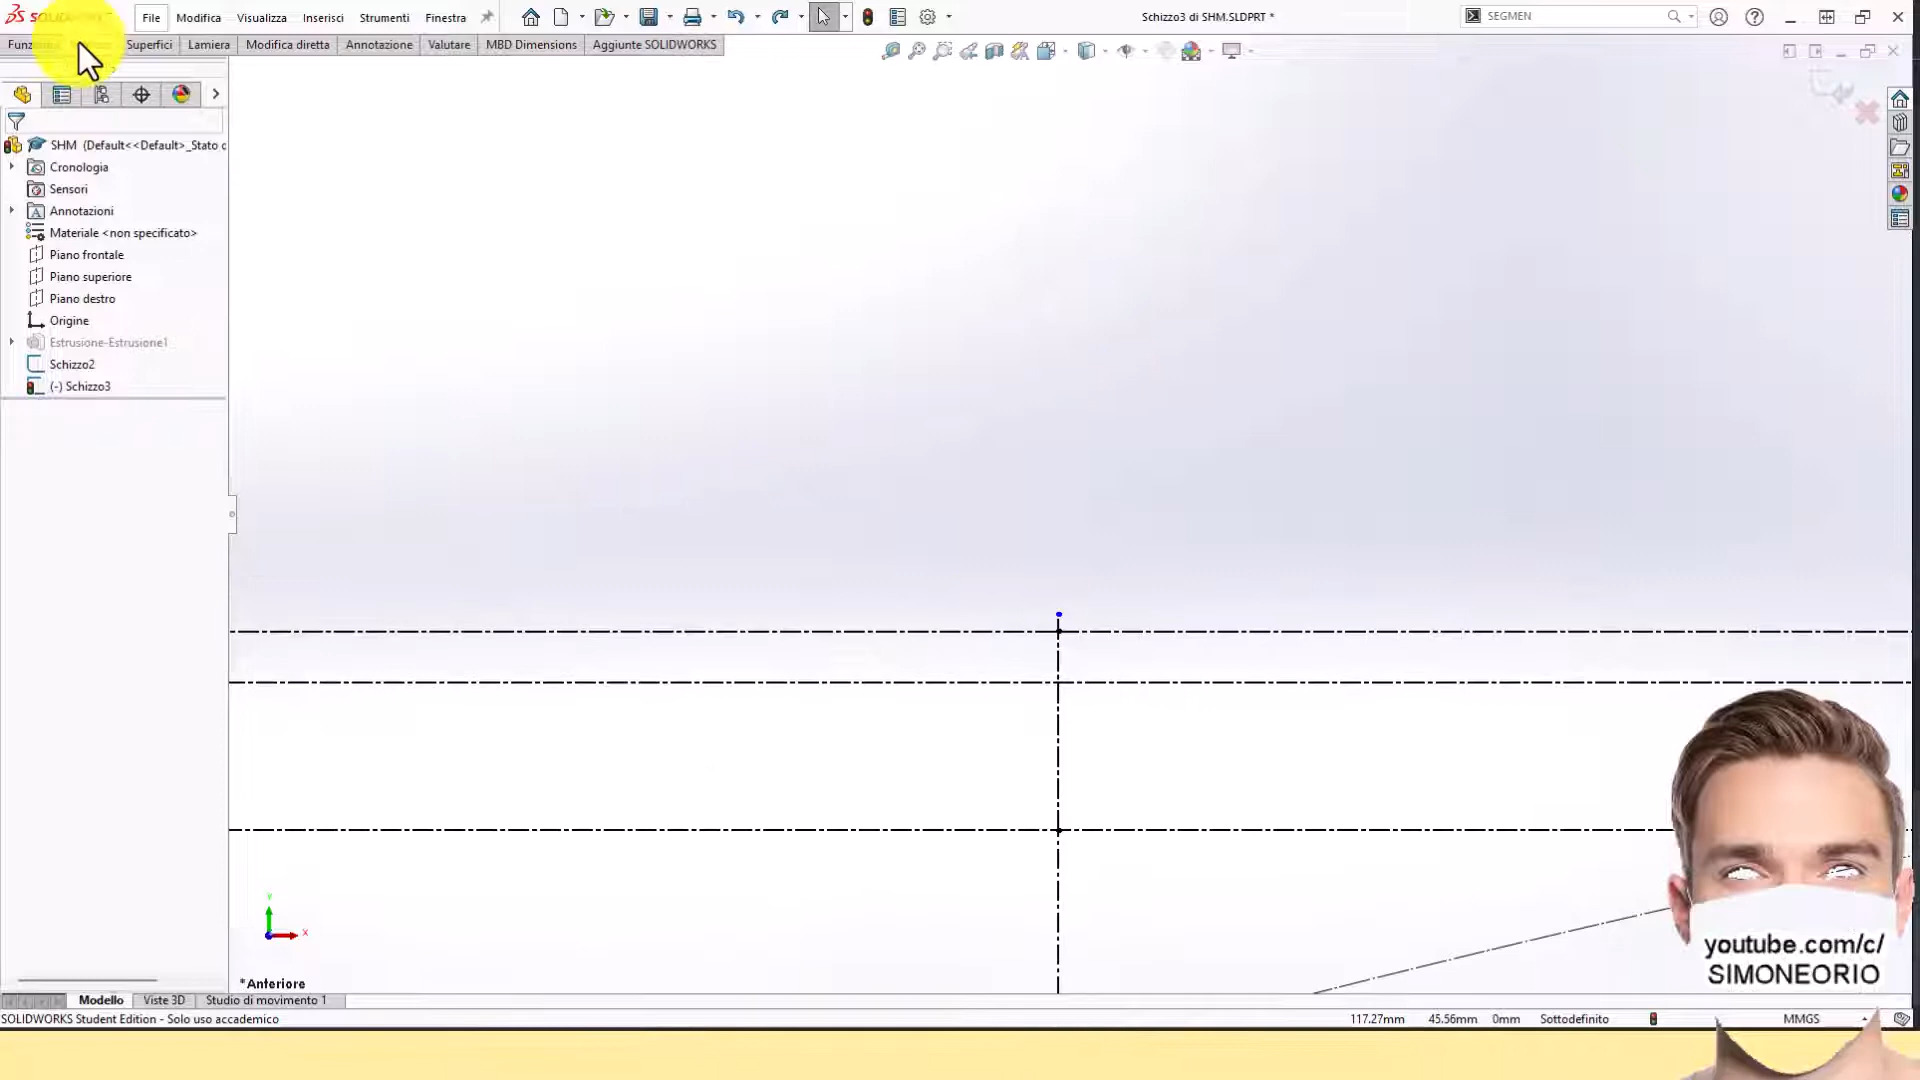 File Modifica Visualizza Inserisci Strumenti Finestra
Schizzo3 di SHM.SLDPRT *
SEGMEN
Superfici Lamiera Modifica diretta Annotazione Valutare MBD Dimensions Aggiunte SOLIDWORKS
SHM (Default<<Default>_Stato c
Cronologia
Sensori
Annotazioni
Materiale <non specificato>
Piano frontale
Piano superiore
Piano destro
Origine
Estrusione-Estrusione1
Schizzo2
(-) Schizzo3
Y
X
*Anteriore
youtube.com/c/
SIMONEORIO
Modello Viste 3D Studio di movimento 1
SOLIDWORKS Student Edition - Solo uso accademico
117.27mm 45.56mm 0mm Sottodefinito
MMGS